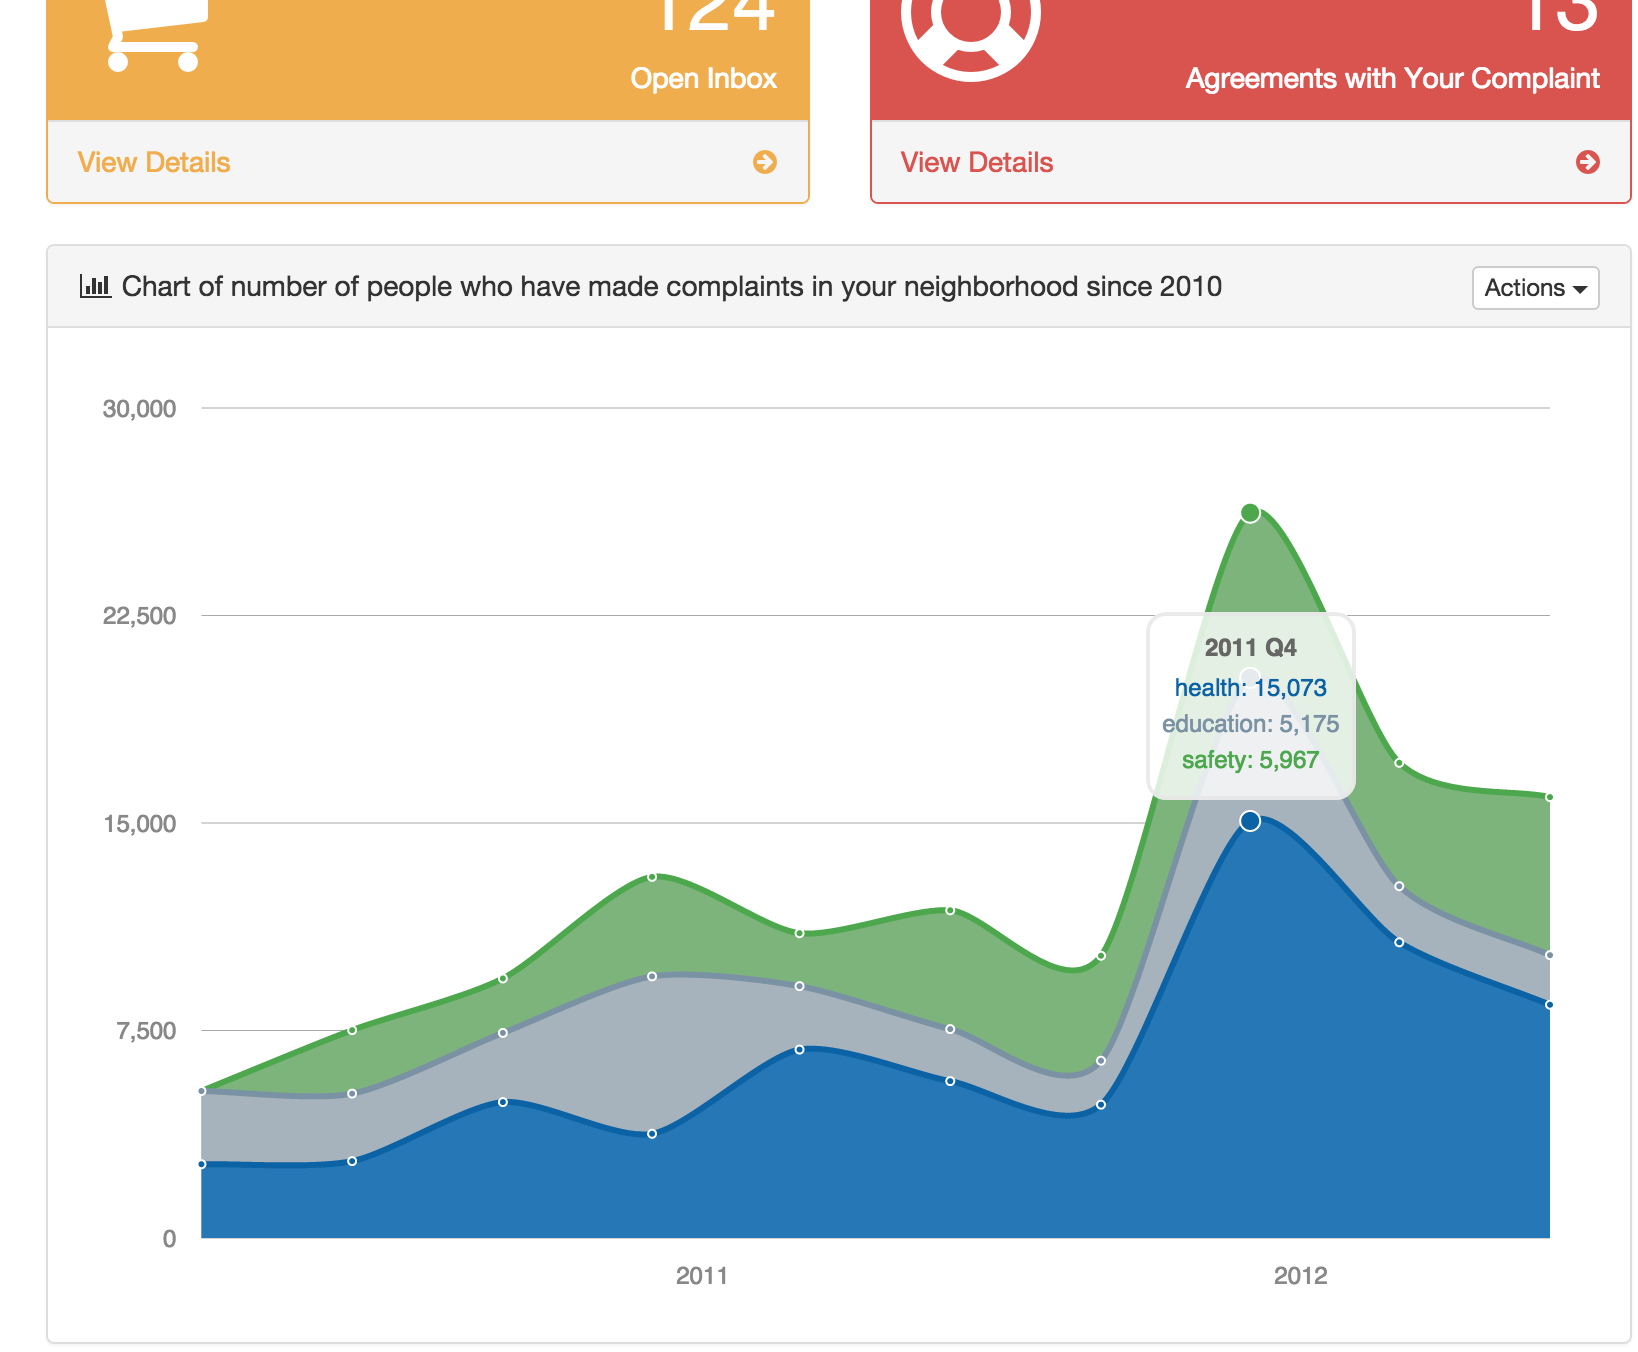 124
13
Open Inbox
Agreements with Your Complaint
View Details
View Details
Chart of number of people who have made complaints in your neighborhood since 2010
Actions
30,000
22,500
15,000
7,500
0
2011 Q4
health: 15,073
education: 5,175
safety: 5,967
2011
2012